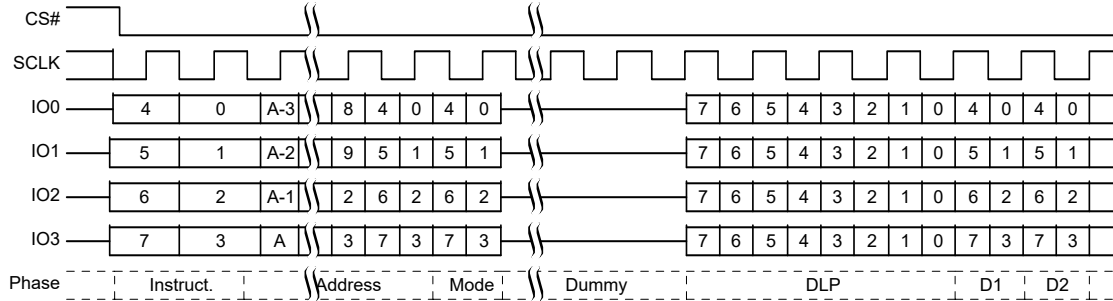 CS#
SCLK
IO0 4 0 A-3 8 4 0 4 0 7 6 5 4 3 2 1 0 4 0 4 0
IO1 5 1 A-2 9 5 1 5 1 7 6 5 4 3 2 1 0 5 1 5 1
IO2 6 2 A-1 2 6 2 6 2 7 6 5 4 3 2 1 0 6 2 6 2
IO3 7 3 A 3 7 3 7 3 7 6 5 4 3 2 1 0 7 3 7 3
Phase Instruct. Address Mode Dummy DLP D1 D2